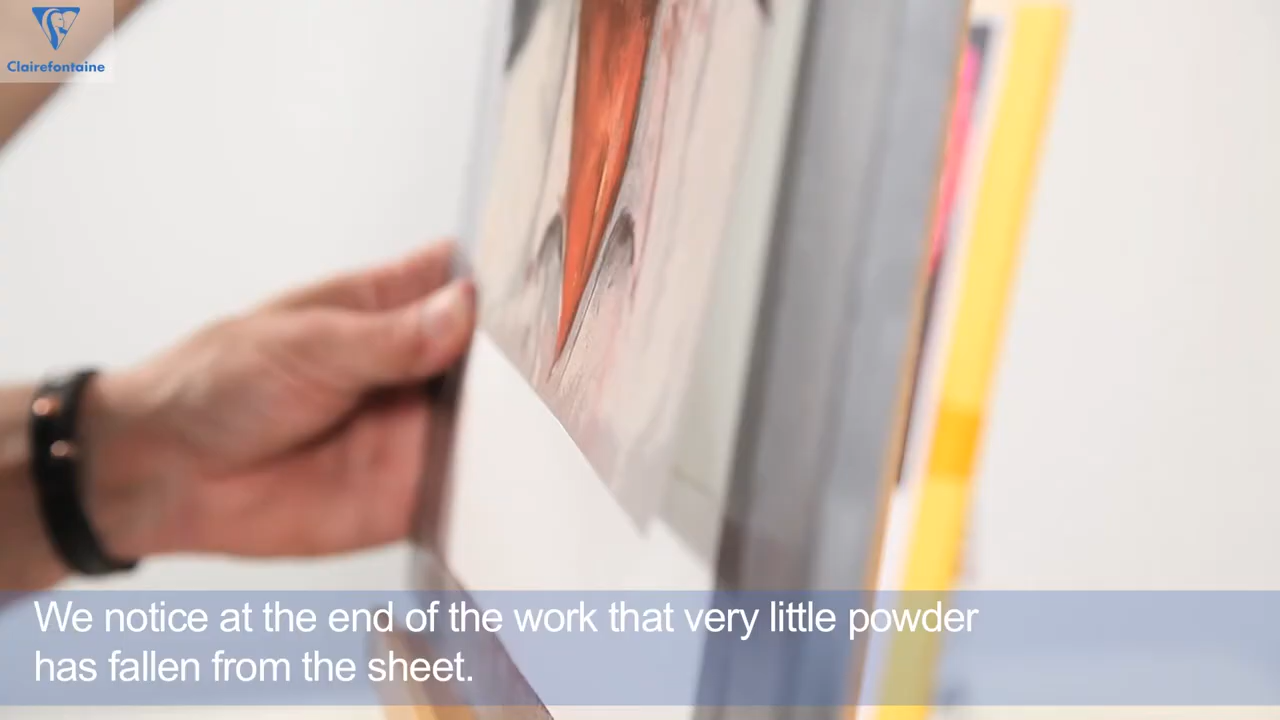 Clairefontaine
We notice at the end of the work that very little powder
has fallen from the sheet.